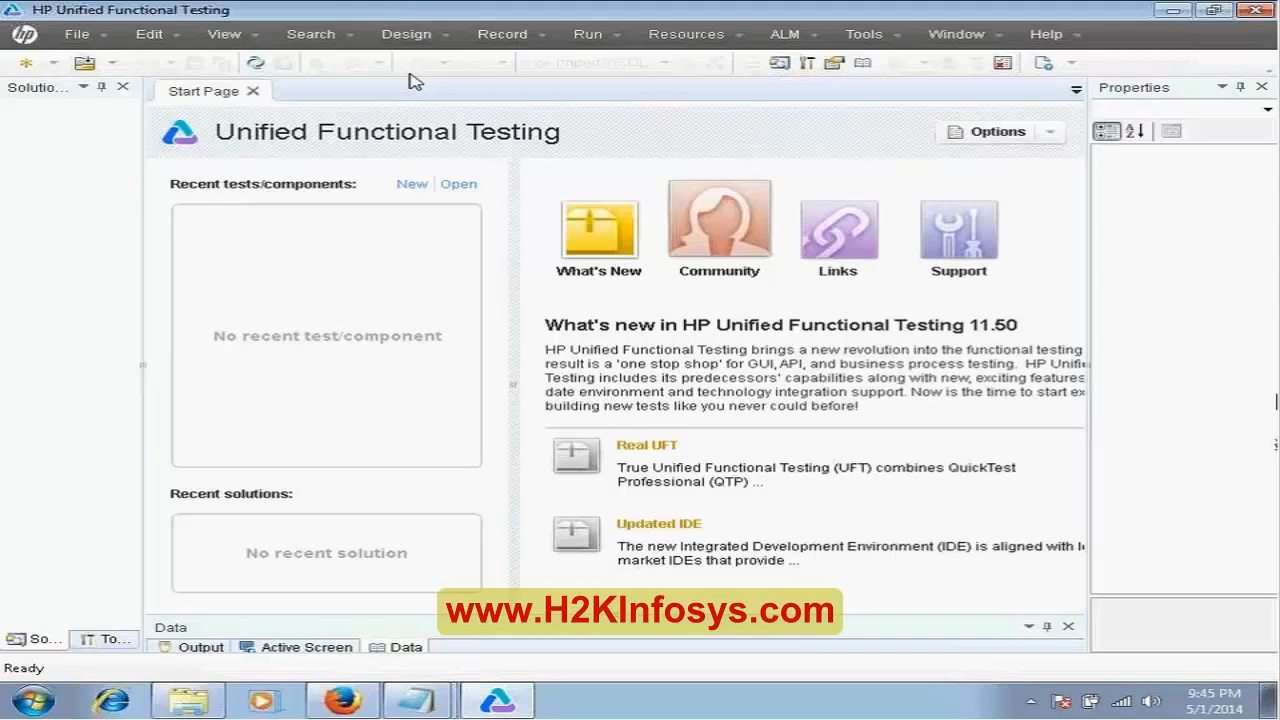 HP Unified Functional Testing
hp File Edit View Search Design Record Run Resources ALM Tools Window Help
Import WSDL
Solutio...
Start Page
Properties
Unified Functional Testing
Options
Recent tests/components: New Open
No recent test/component
What's New
Community
Links
Support
What's new in HP Unified Functional Testing 11.50
HP Unified Functional Testing brings a new revolution into the functional testing
result is a 'one stop shop' for GUI, API, and business process testing. HP Unifi
Testing includes its predecessors' capabilities along with new, exciting features
date environment and technology integration support. Now is the time to start ex
building new tests like you never could before!
Real UFT
True Unified Functional Testing (UFT) combines QuickTest
Professional (QTP) ...
Updated IDE
The new Integrated Development Environment (IDE) is aligned with l
market IDEs that provide ...
Recent solutions:
No recent solution
www.H2KInfosys.com
Data
So...
To...
Output
Active Screen
Data
Ready
9:45 PM
5/1/2014